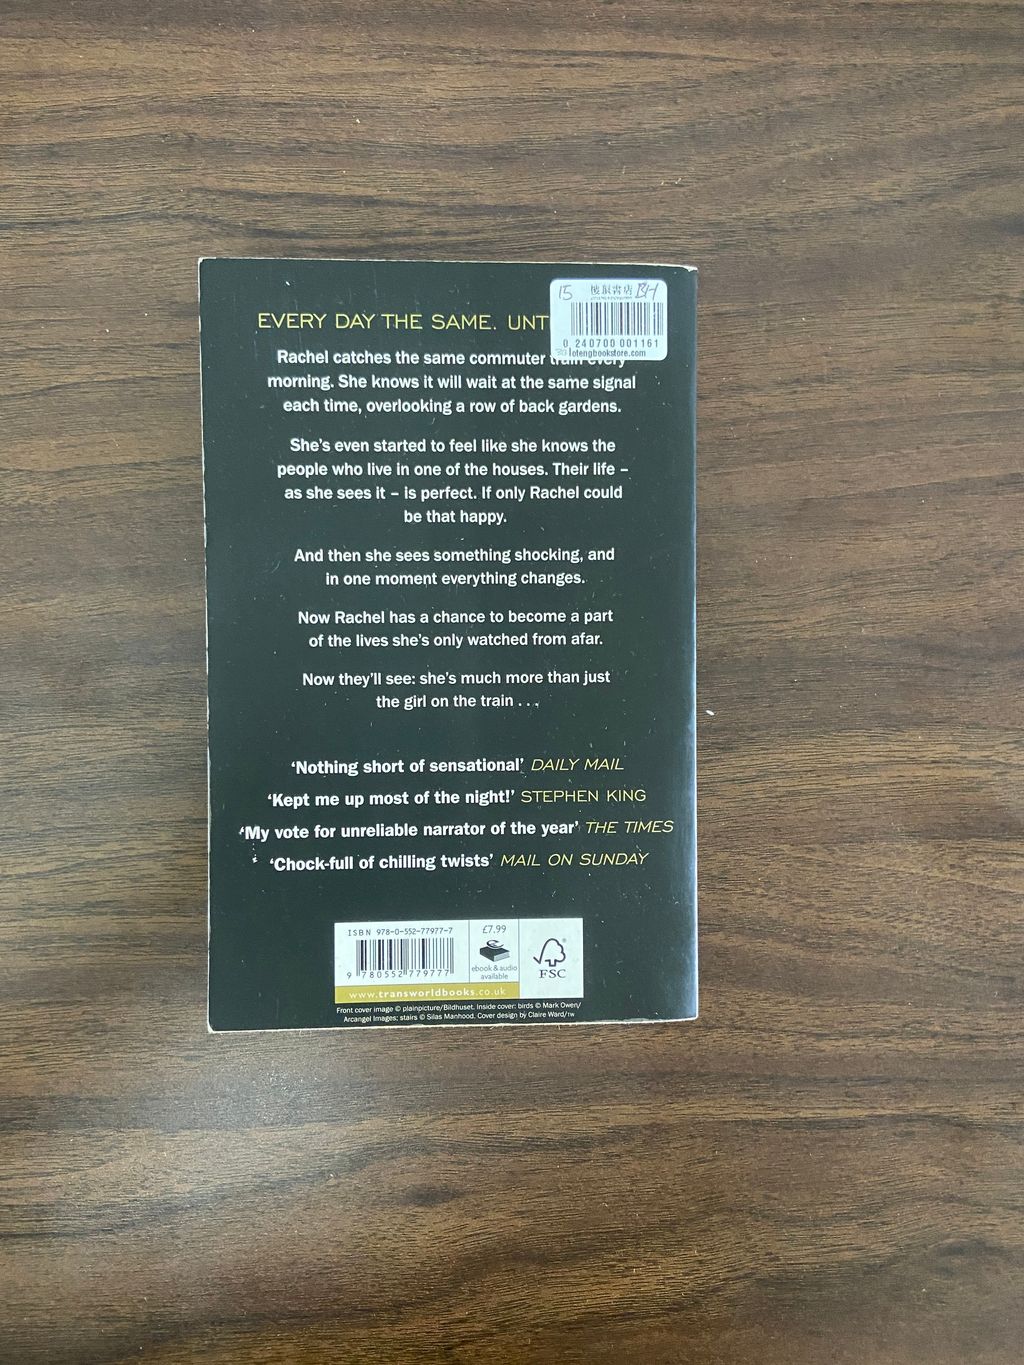 EVERY DAY THE SAME. UNT
15 BH
0 240700 001161
lotengbookstore.com
Rachel catches the same commuter train every
morning. She knows it will wait at the same signal
each time, overlooking a row of back gardens.
She's even started to feel like she knows the
people who live in one of the houses. Their life –
as she sees it – is perfect. If only Rachel could
be that happy.
And then she sees something shocking, and
in one moment everything changes.
Now Rachel has a chance to become a part
of the lives she's only watched from afar.
Now they'll see: she's much more than just
the girl on the train . . .
‘Nothing short of sensational’ DAILY MAIL
‘Kept me up most of the night!’ STEPHEN KING
‘My vote for unreliable narrator of the year’ THE TIMES
‘Chock-full of chilling twists’ MAIL ON SUNDAY
ISBN 978-0-552-77977-7
9 780552 779777
£7.99
ebook & audio
available
FSC
www.transworldbooks.co.uk
Front cover image © plainpicture/Bildhuset. Inside cover: birds © Mark Owen/
Arcangel Images; stairs © Silas Manhood. Cover design by Claire Ward/TW